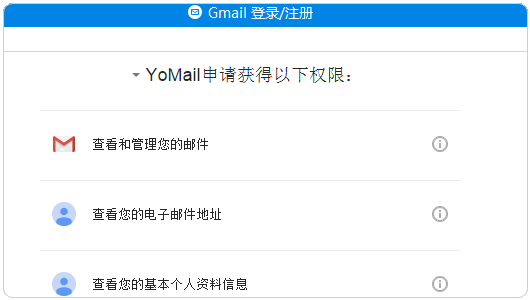 Gmail 登录/注册
YoMail申请获得以下权限：
查看和管理您的邮件
查看您的电子邮件地址
查看您的基本个人资料信息